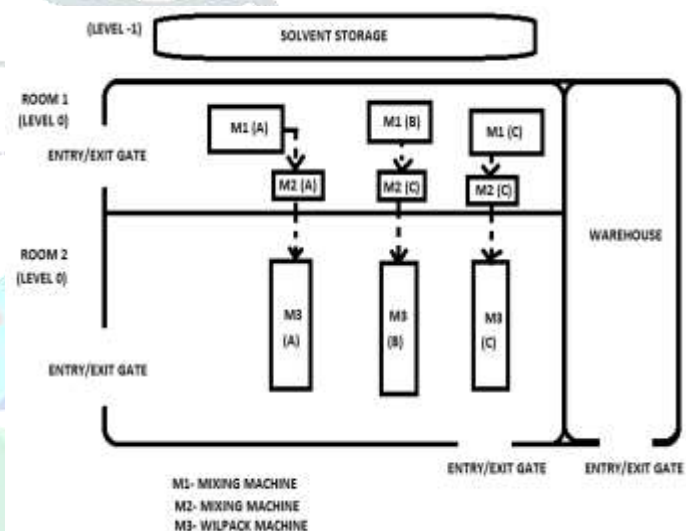 (LEVEL -1)
SOLVENT STORAGE
ROOM 1
(LEVEL 0)
ENTRY/EXIT GATE
M1 (A)
M1 (B)
M1 (C)
M2 (A)
M2 (C)
M2 (C)
WAREHOUSE
ROOM 2
(LEVEL 0)
M3
(A)
M3
(B)
M3
(C)
ENTRY/EXIT GATE
ENTRY/EXIT GATE
ENTRY/EXIT GATE
M1- MIXING MACHINE
M2- MIXING MACHINE
M3- WILPACK MACHINE